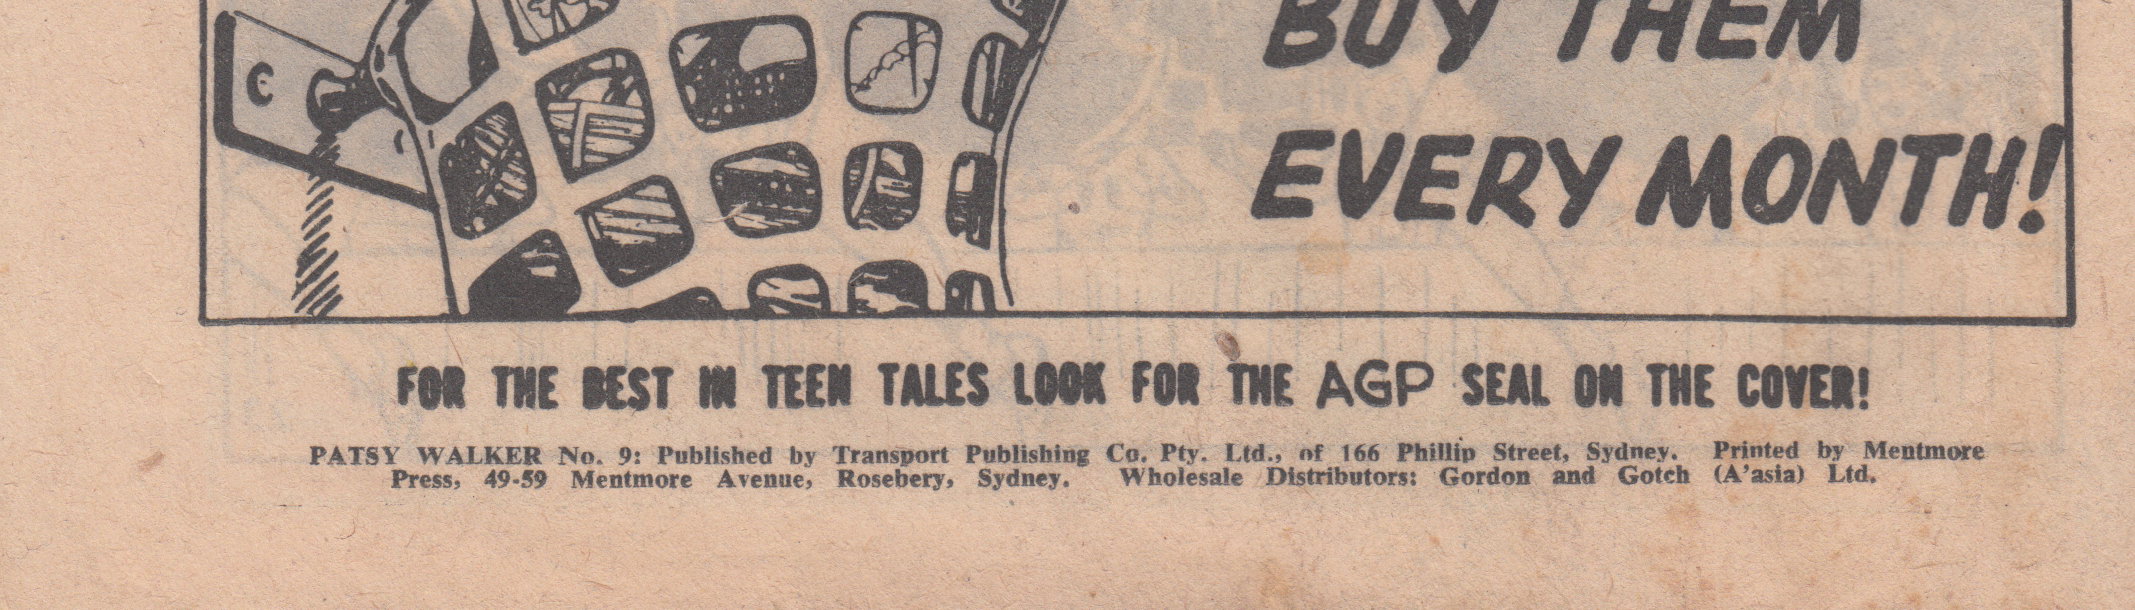 BUY THEM
EVERY MONTH!
FOR THE BEST IN TEEN TALES LOOK FOR THE AGP SEAL ON THE COVER!
PATSY WALKER No. 9: Published by Transport Publishing Co. Pty. Ltd., of 166 Phillip Street, Sydney. Printed by Mentmore
Press, 49-59 Mentmore Avenue, Rosebery, Sydney. Wholesale Distributors: Gordon and Gotch (A'asia) Ltd.